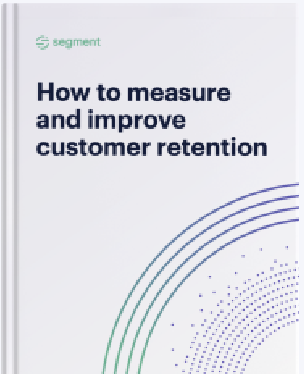 segment
How to measure
and improve
customer retention